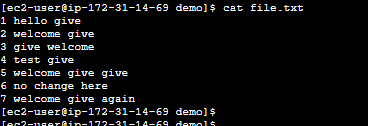 [ec2-user@ip-172-31-14-69 demo]$ cat file.txt
1 hello give
2 welcome give
3 give welcome
4 test give
5 welcome give give
6 no change here
7 welcome give again
[ec2-user@ip-172-31-14-69 demo]$
[ec2-user@ip-172-31-14-69 demo]$